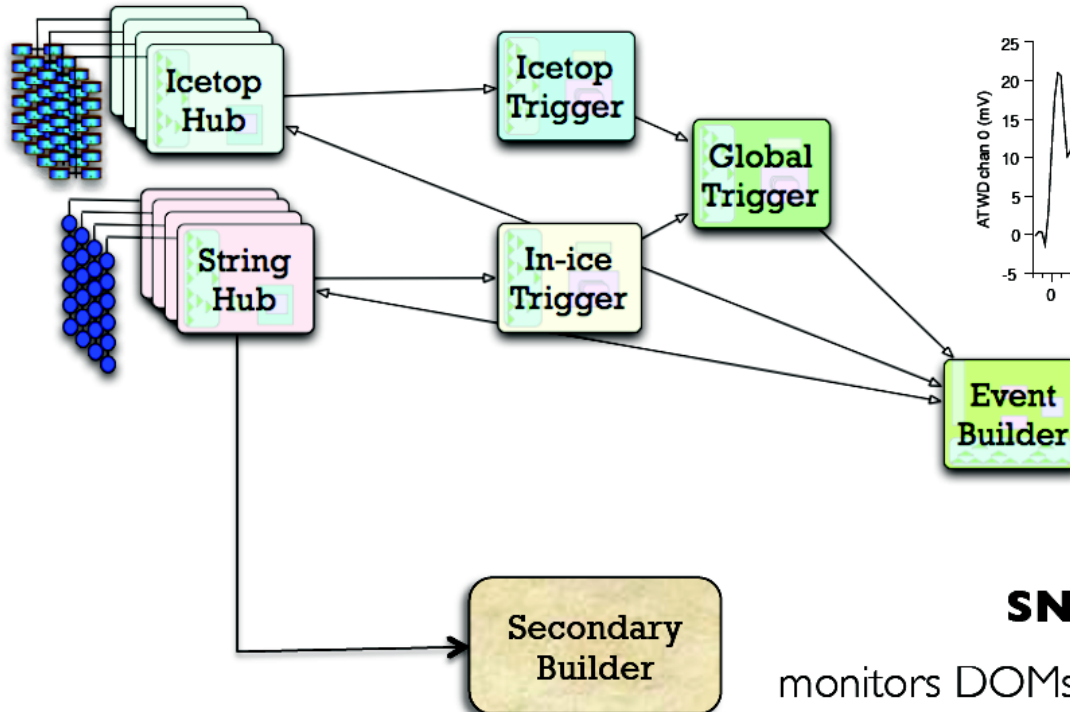 Icetop
Hub
Icetop
Trigger
Global
Trigger
String
Hub
In-ice
Trigger
Event
Builder
Secondary
Builder
ATWD chan 0 (mV)
25
20
15
10
5
0
-5
0
SN
monitors DOMs